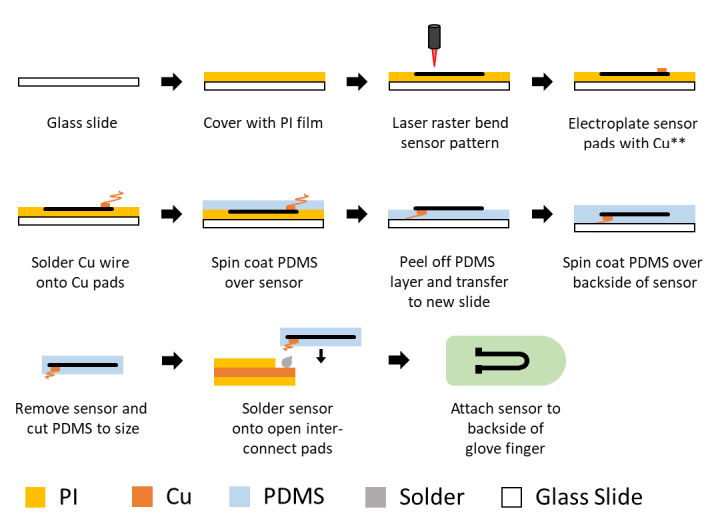 Glass slide
Cover with PI film
Laser raster bend
sensor pattern
Electroplate sensor
pads with Cu**
Solder Cu wire
onto Cu pads
Spin coat PDMS
over sensor
Peel off PDMS
layer and transfer
to new slide
Spin coat PDMS over
backside of sensor
Remove sensor and
cut PDMS to size
Solder sensor
onto open inter-
connect pads
Attach sensor to
backside of
glove finger
PI Cu PDMS Solder Glass Slide